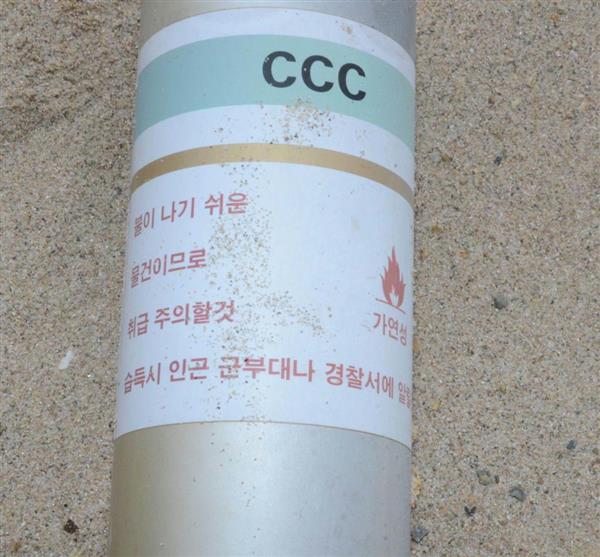 CCC
불이 나기 쉬운
물건이므로
취급 주의할것
가연성
습득시 인곤 군부대나 경찰서에